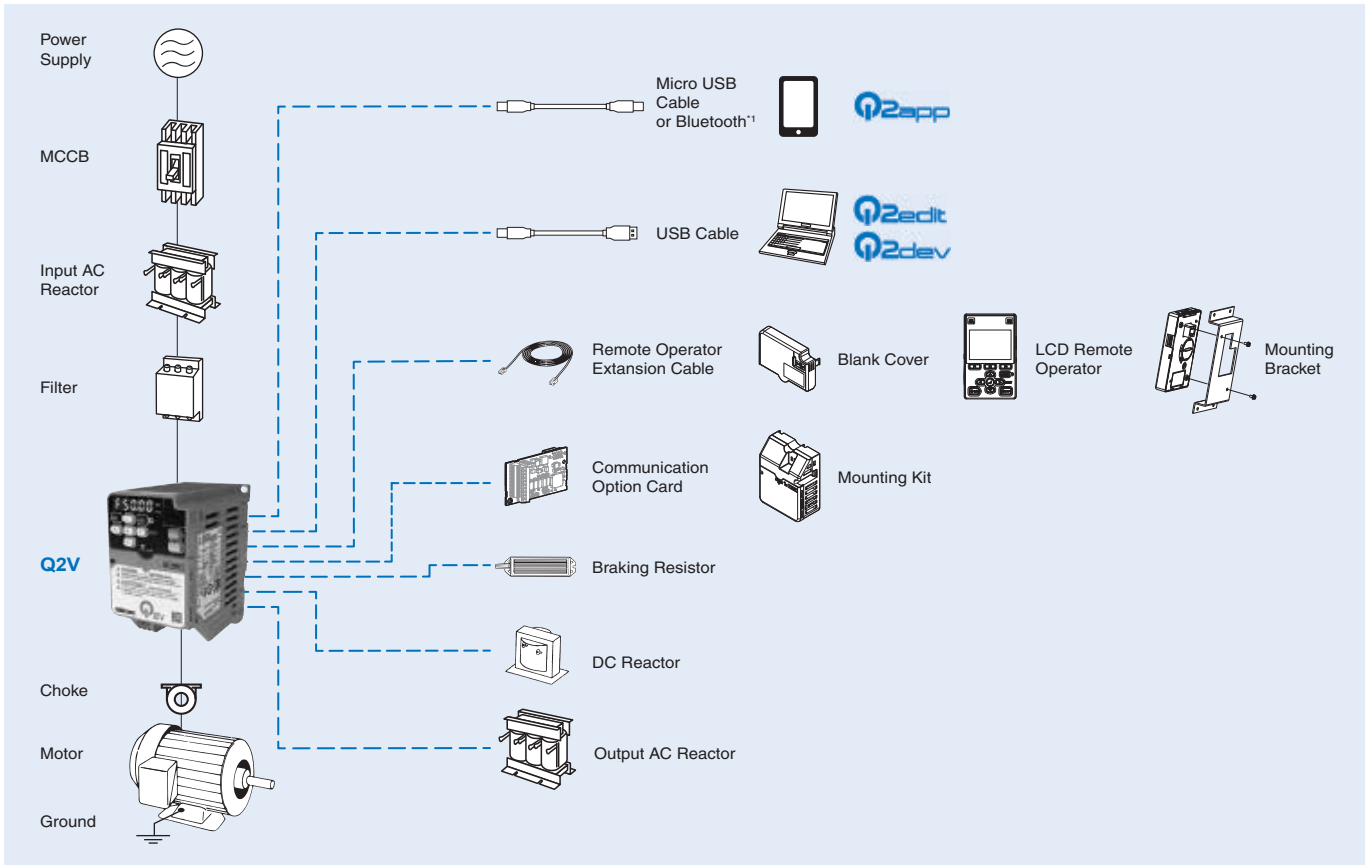 Power
Supply
Micro USB
Cable
or Bluetooth*1
Q2app
MCCB
USB Cable
Q2edit
Q2dev
Input AC
Reactor
Remote Operator
Extansion Cable
Blank Cover
LCD Remote
Operator
Mounting
Bracket
Filter
Communication
Option Card
Mounting Kit
F50.00
Q2V
Braking Resistor
DC Reactor
Choke
Motor
Output AC Reactor
Ground